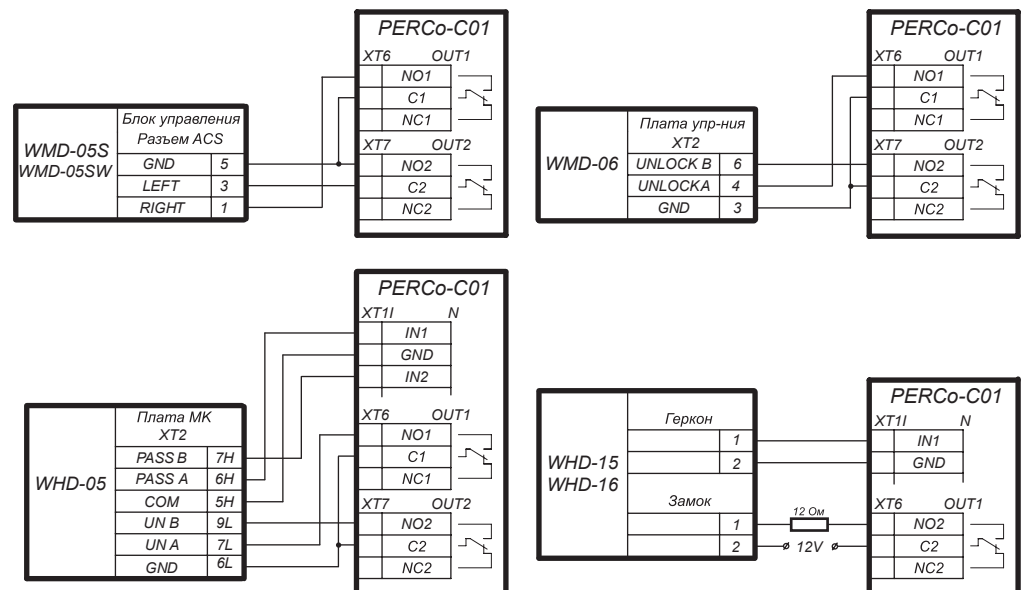 PERCo-C01
XT6 OUT1
NO1
C1
NC1
XT7 OUT2
NO2
C2
NC2
WMD-05S
WMD-05SW
Блок управления
Разъем ACS
GND 5
LEFT 3
RIGHT 1
PERCo-C01
XT6 OUT1
NO1
C1
NC1
XT7 OUT2
NO2
C2
NC2
WMD-06
Плата упр-ния
XT2
UNLOCK B 6
UNLOCKA 4
GND 3
PERCo-C01
XT1I N
IN1
GND
IN2
XT6 OUT1
NO1
C1
NC1
XT7 OUT2
NO2
C2
NC2
WHD-05
Плата МК
XT2
PASS B 7H
PASS A 6H
COM 5H
UN B 9L
UN A 7L
GND 6L
PERCo-C01
XT1I N
IN1
GND
XT6 OUT1
NO2
C2
NC2
WHD-15
WHD-16
Геркон
1
2
Замок
1
2
12 Ом
12V